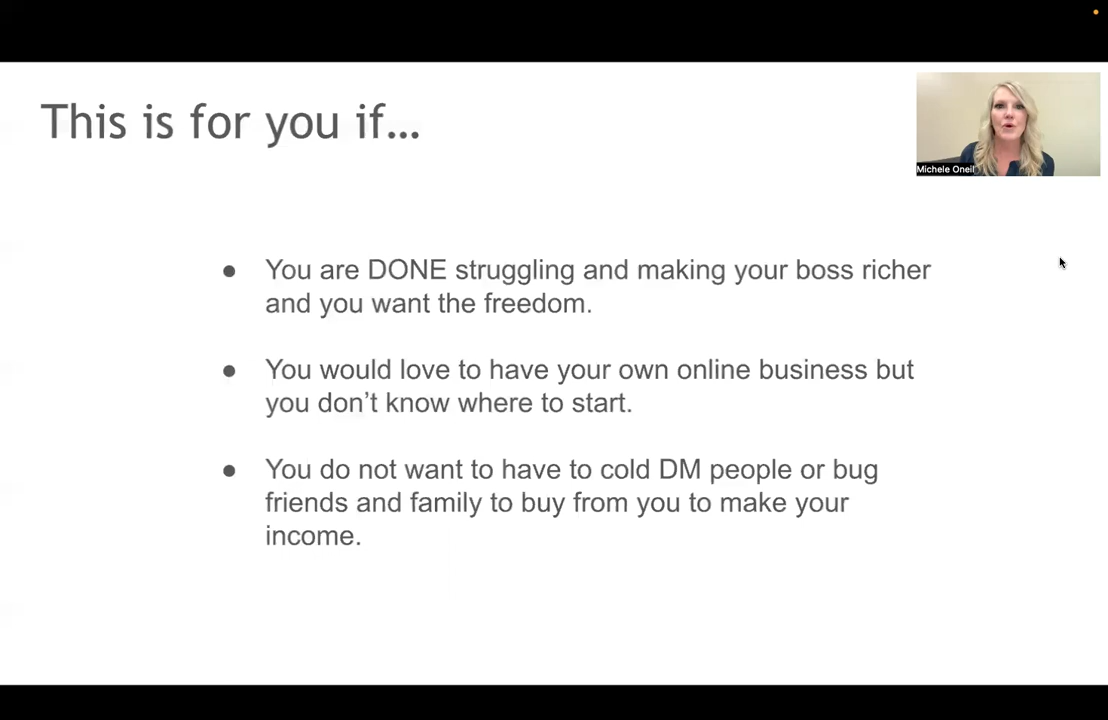 This is for you if...
Michele Oneil
● You are DONE struggling and making your boss richer
and you want the freedom.
● You would love to have your own online business but
you don’t know where to start.
● You do not want to have to cold DM people or bug
friends and family to buy from you to make your
income.